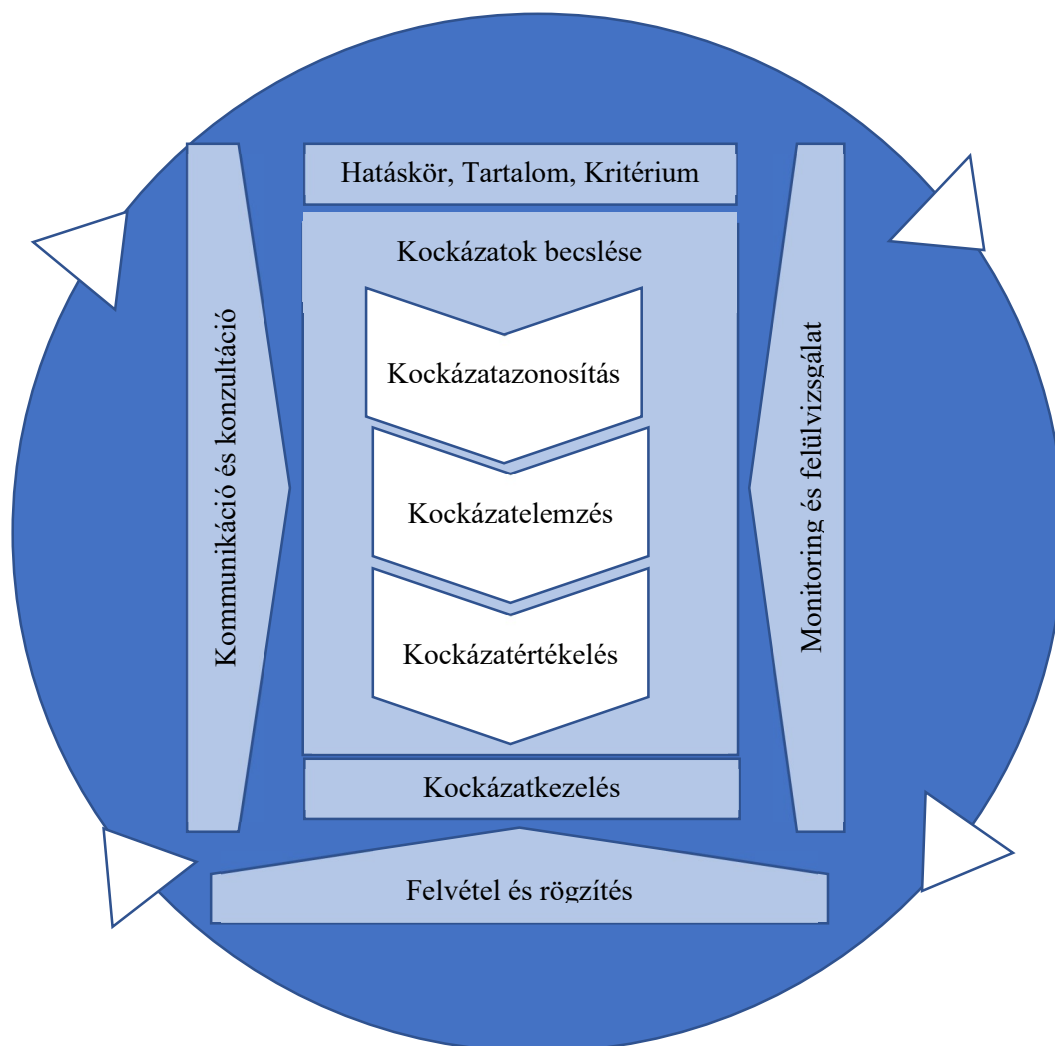 Hatáskör, Tartalom, Kritérium
Kockázatok becslése
Kockázatazonosítás
Kockázatelemzés
Kockázatértékelés
Kockázatkezelés
Felvétel és rögzítés
Kommunikáció és konzultáció
Monitoring és felülvizsgálat